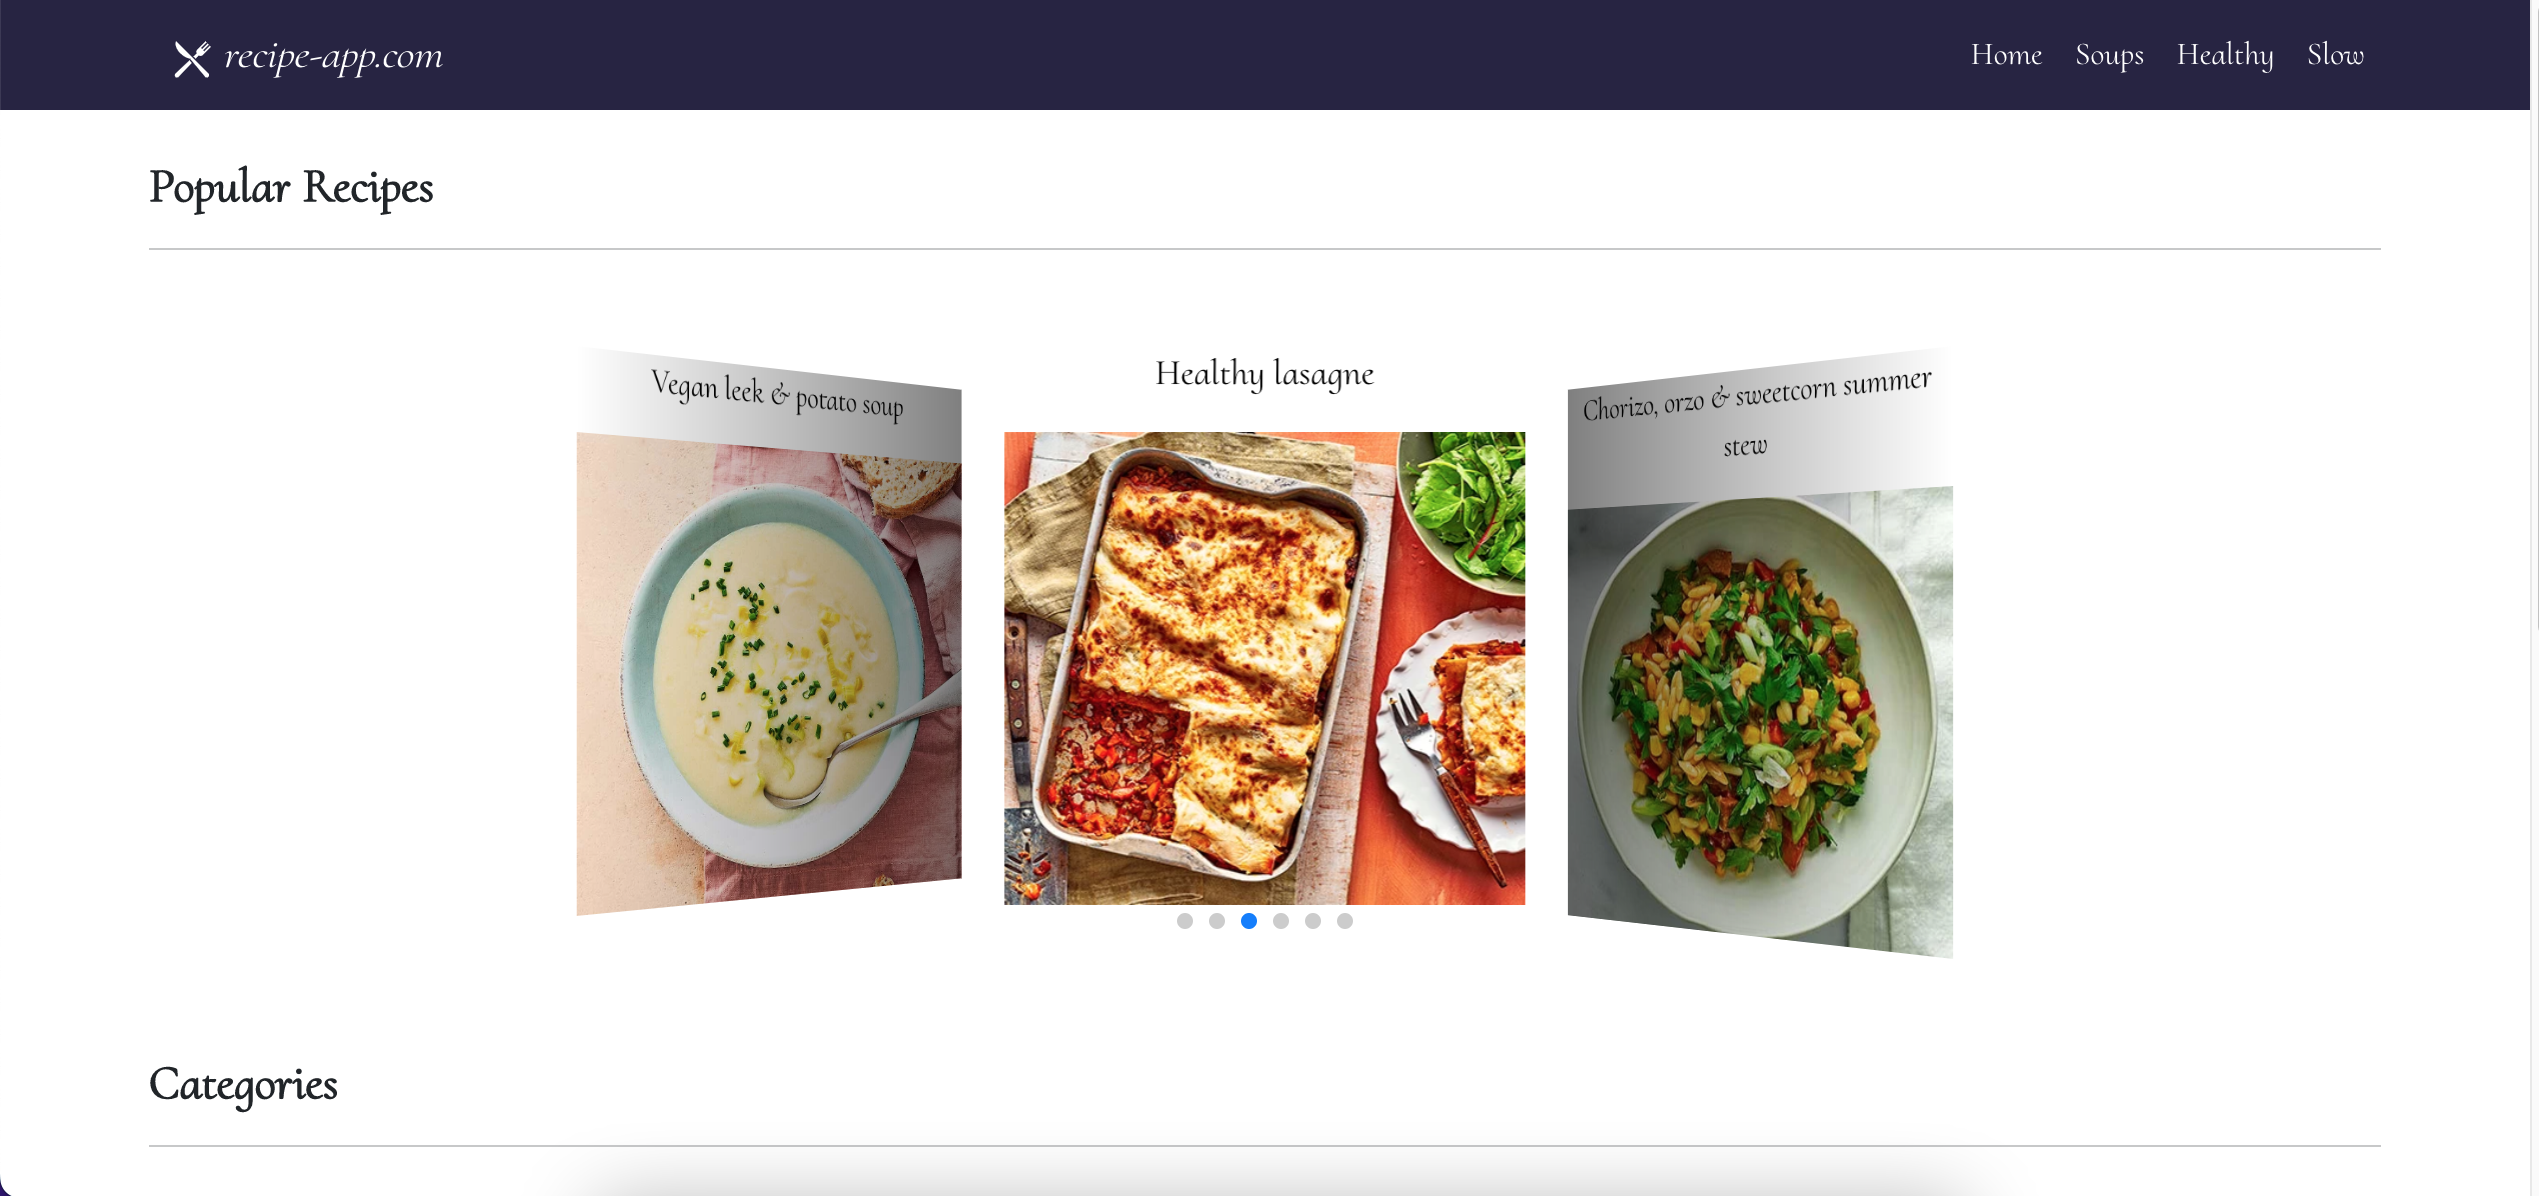 recipe-app.com
Home Soups Healthy Slow
Popular Recipes
Vegan leek & potato soup
Healthy lasagne
Chorizo, orzo & sweetcorn summer
stew
Categories